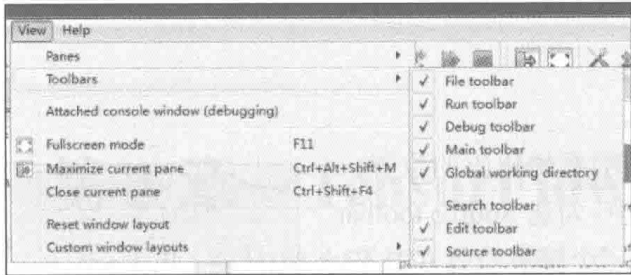 View Help
Panes
Toolbars
Attached console window (debugging)
Fullscreen mode F11
Maximize current pane Ctrl+Alt+Shift+M
Close current pane Ctrl+Shift+F4
Reset window layout
Custom window layouts
File toolbar
Run toolbar
Debug toolbar
Main toolbar
Global working directory
Search toolbar
Edit toolbar
Source toolbar